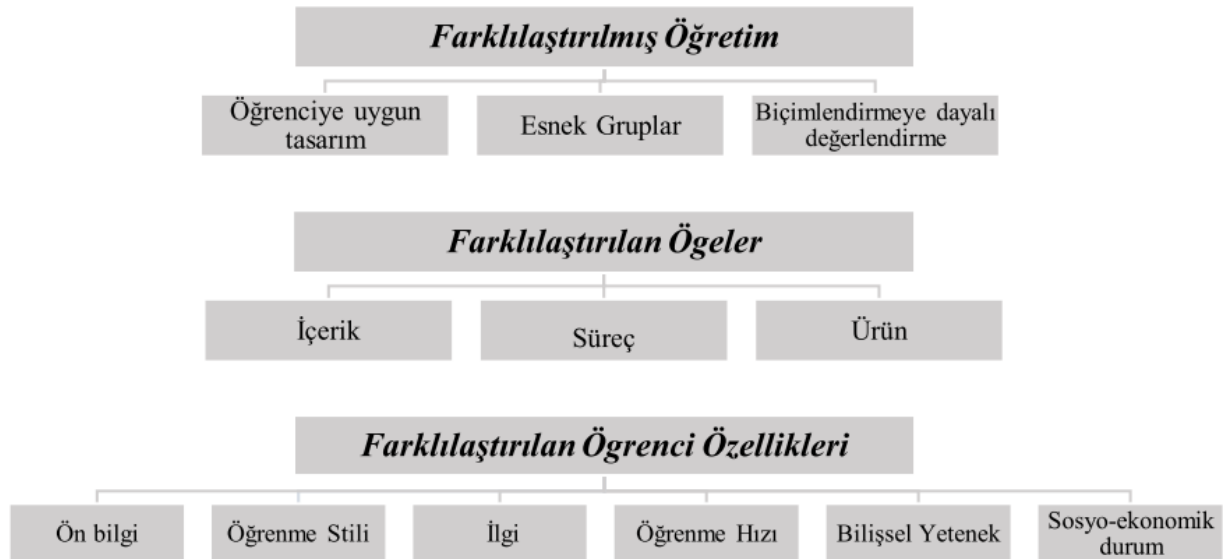 Farklılaştırılmış Öğretim
Öğrenciye uygun
tasarım
Esnek Gruplar
Biçimlendirmeye dayalı
değerlendirme
Farklılaştırılan Ögeler
İçerik
Süreç
Ürün
Farklılaştırılan Ögrenci Özellikleri
Ön bilgi
Öğrenme Stili
İlgi
Öğrenme Hızı
Bilişsel Yetenek
Sosyo-ekonomik
durum